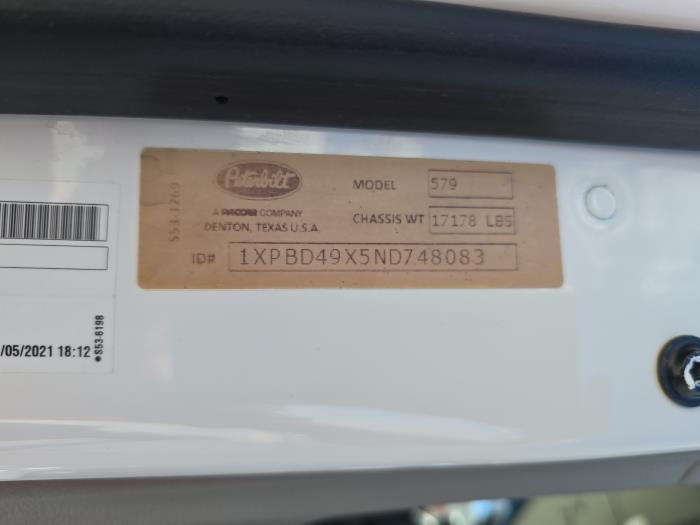 Peterbilt
A PACCAR COMPANY
DENTON, TEXAS U.S.A.
MODEL 579
CHASSIS WT 17178 LBS
ID# 1XPBD49X5ND748083
S53-1269
/05/2021 18:12
S53-6198